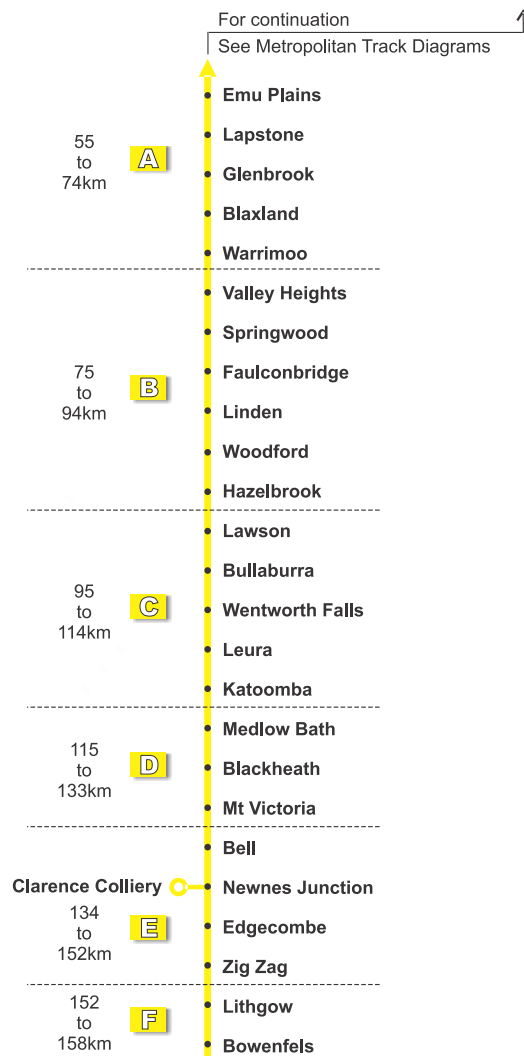 For continuation
See Metropolitan Track Diagrams
Emu Plains
Lapstone
55
to
74km
A
Glenbrook
Blaxland
Warrimoo
Valley Heights
Springwood
75
to
94km
B
Faulconbridge
Linden
Woodford
Hazelbrook
Lawson
Bullaburra
95
to
114km
C
Wentworth Falls
Leura
Katoomba
Medlow Bath
115
to
133km
D
Blackheath
Mt Victoria
Bell
Clarence Colliery
Newnes Junction
134
to
152km
E
Edgecombe
Zig Zag
152
to
158km
F
Lithgow
Bowenfels